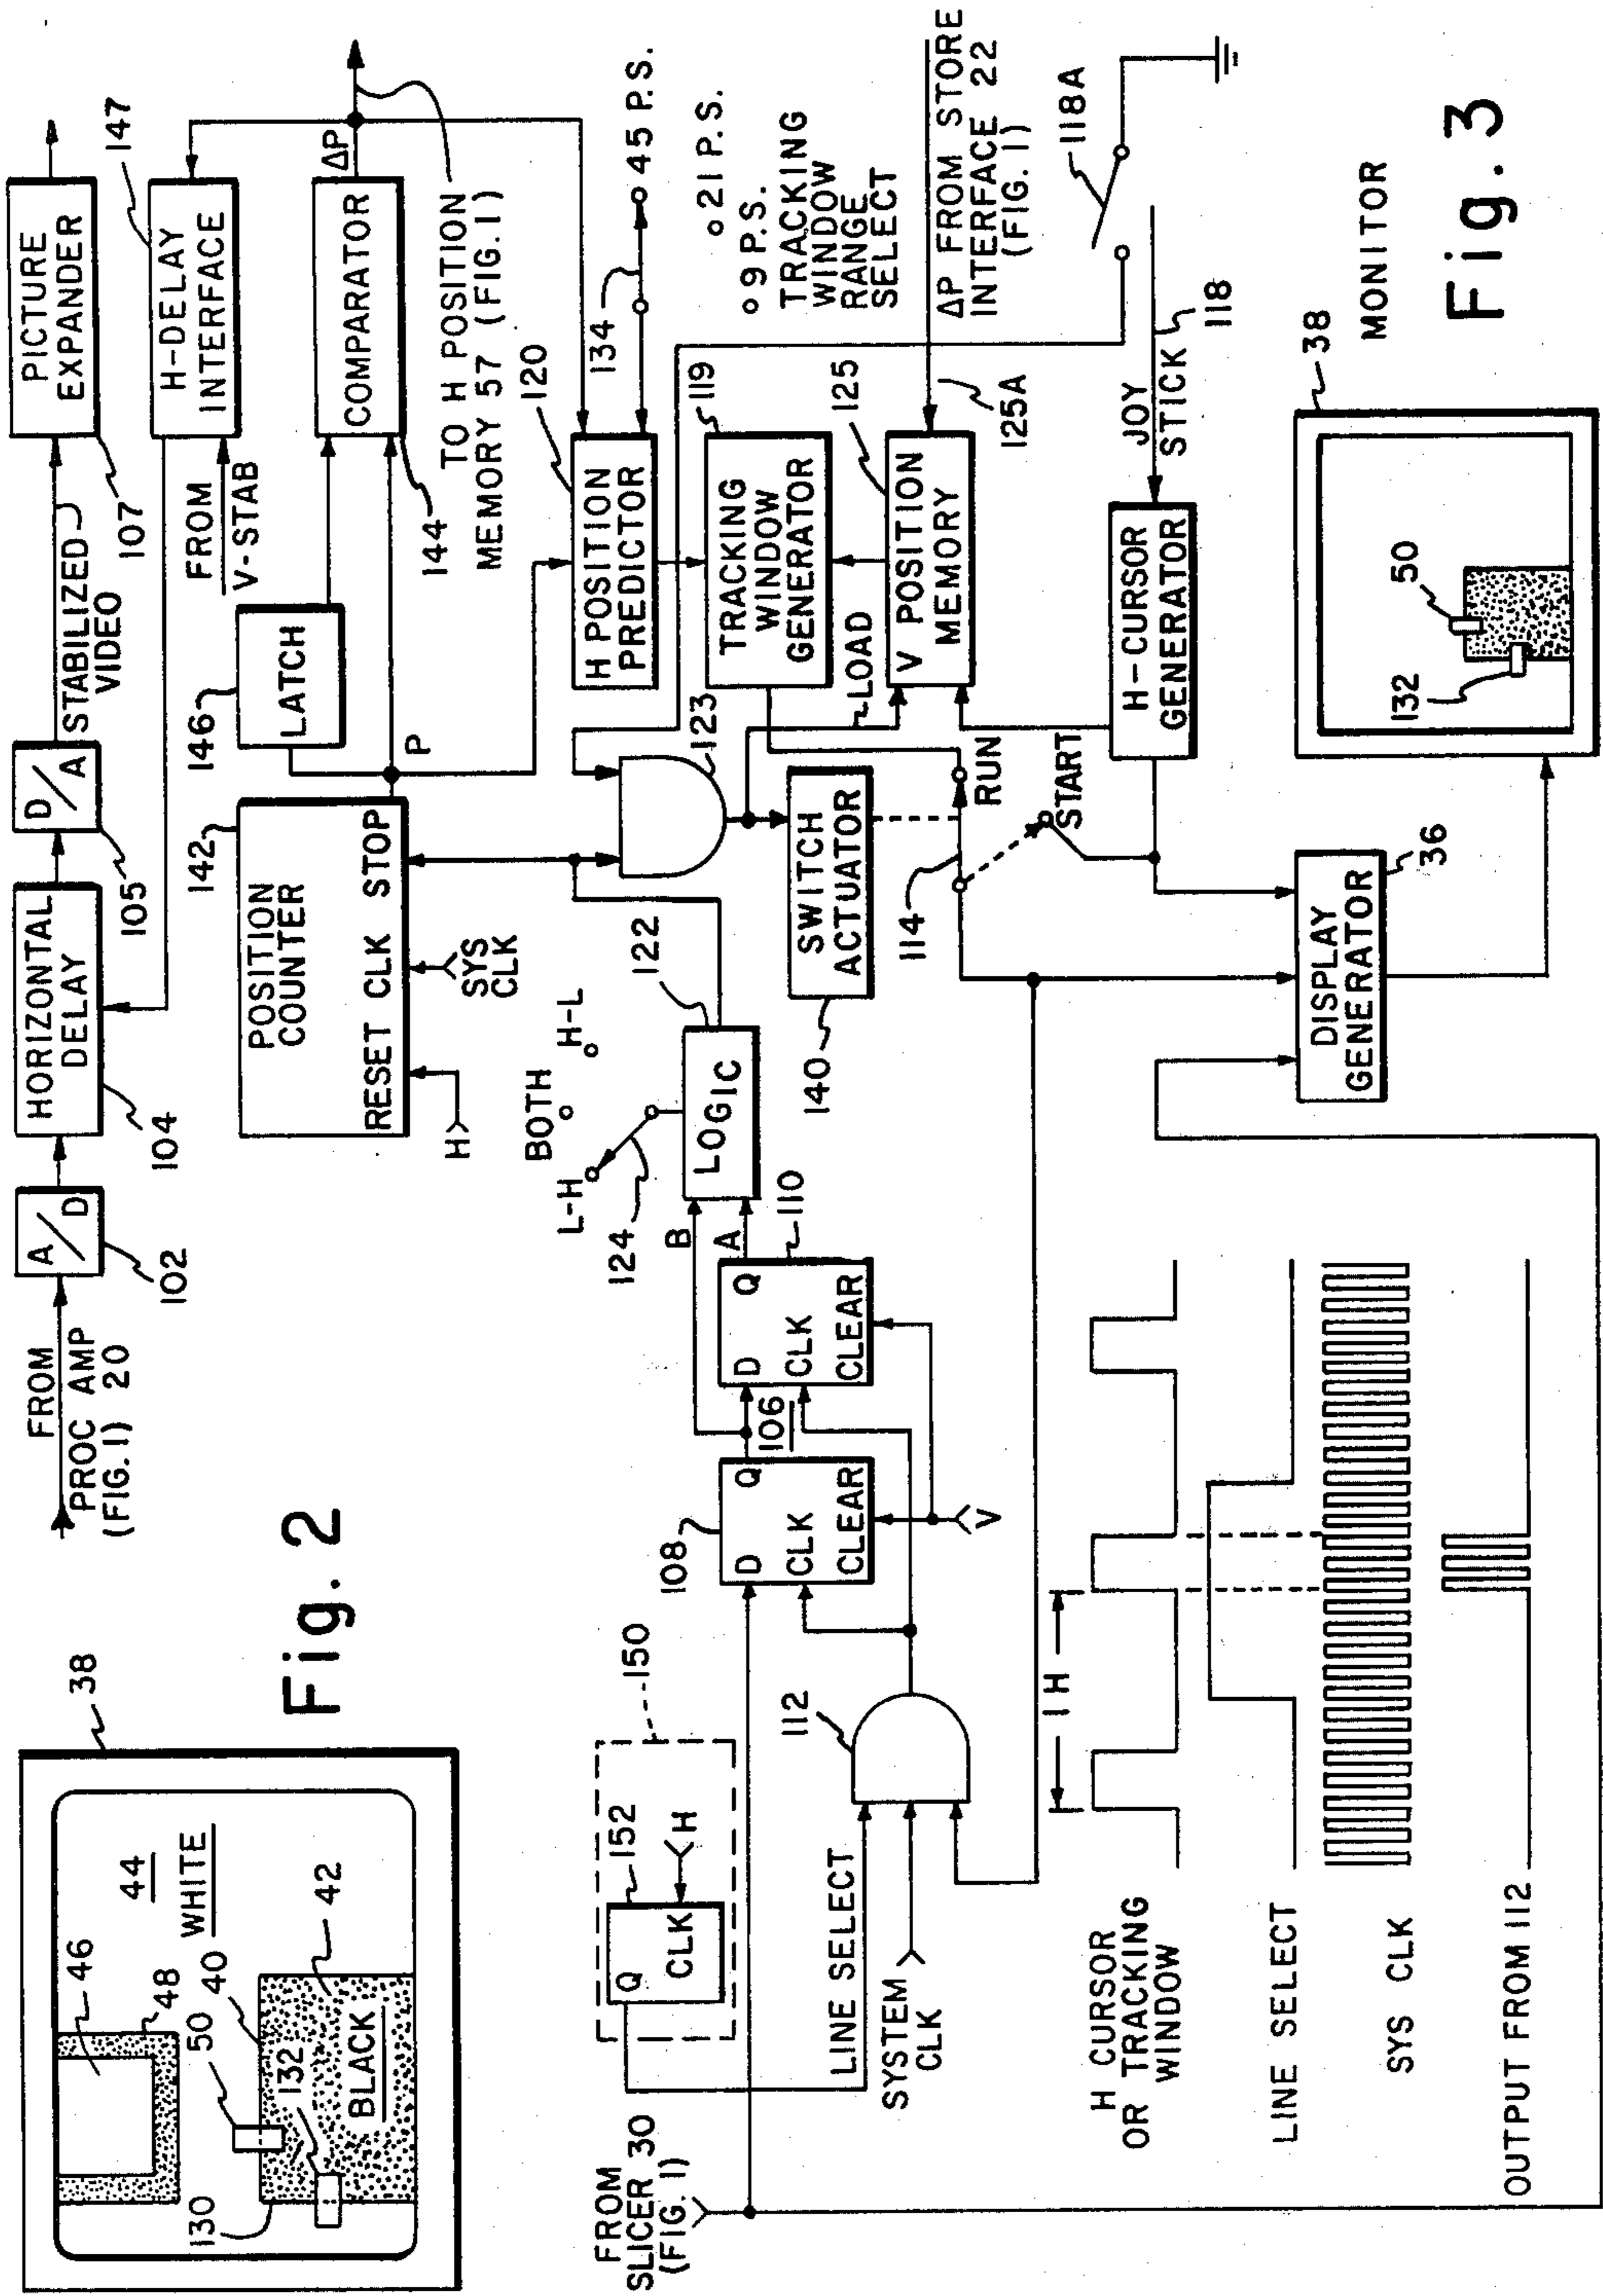 38
46
44
WHITE
48
50
40
132
42
130
BLACK
Fig. 2
FROM
PROC AMP
(FIG. 1) 20
A/D
102
HORIZONTAL
DELAY
104
D/A
105
STABILIZED
VIDEO
PICTURE
EXPANDER
107
147
H-DELAY
INTERFACE
FROM
V-STAB
142
POSITION
COUNTER
RESET CLK STOP
H
SYS
CLK
146
LATCH
P
COMPARATOR
144
ΔP
TO H POSITION
MEMORY 57 (FIG. 1)
120
H POSITION
PREDICTOR
134
45 P.S.
21 P.S.
9 P.S.
TRACKING
WINDOW
RANGE
SELECT
119
TRACKING
WINDOW
GENERATOR
125
V POSITION
MEMORY
LOAD
125A
ΔP FROM STORE
INTERFACE 22
(FIG. 1)
118A
JOY
STICK
118
H-CURSOR
GENERATOR
123
SWITCH
ACTUATOR
140
114
RUN
START
L-H
BOTH
H-L
124
122
LOGIC
B
A
106
108
D Q
CLK
CLEAR
110
D Q
CLK
CLEAR
V
150
152
Q
CLK
H
112
LINE SELECT
SYSTEM
CLK
FROM
SLICER 30
(FIG. 1)
DISPLAY
GENERATOR
36
38
MONITOR
50
132
1 H
H CURSOR
OR TRACKING
WINDOW
LINE SELECT
SYS CLK
OUTPUT FROM 112
Fig. 3